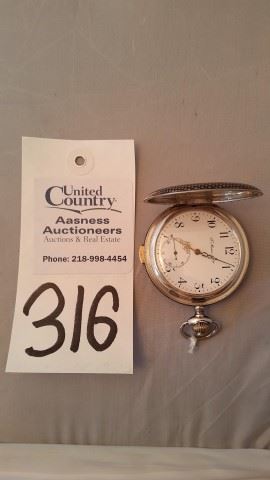 United
Country
Aasness
Auctioneers
Auctions & Real Estate
Phone: 218-998-4454
316